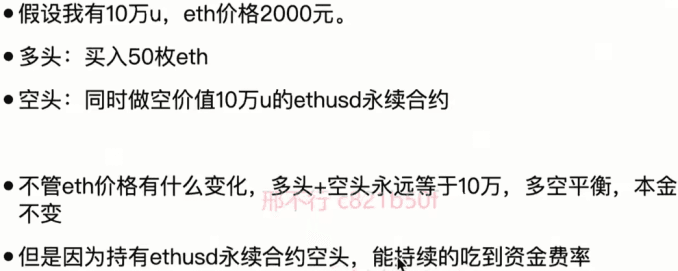 ● 假设我有10万u，eth价格2000元。
● 多头：买入50枚eth
● 空头：同时做空价值10万u的ethusd永续合约
● 不管eth价格有什么变化，多头+空头永远等于10万，多空平衡，本金
不变
邢不行 c821b50f
● 但是因为持有ethusd永续合约空头，能持续的吃到资金费率